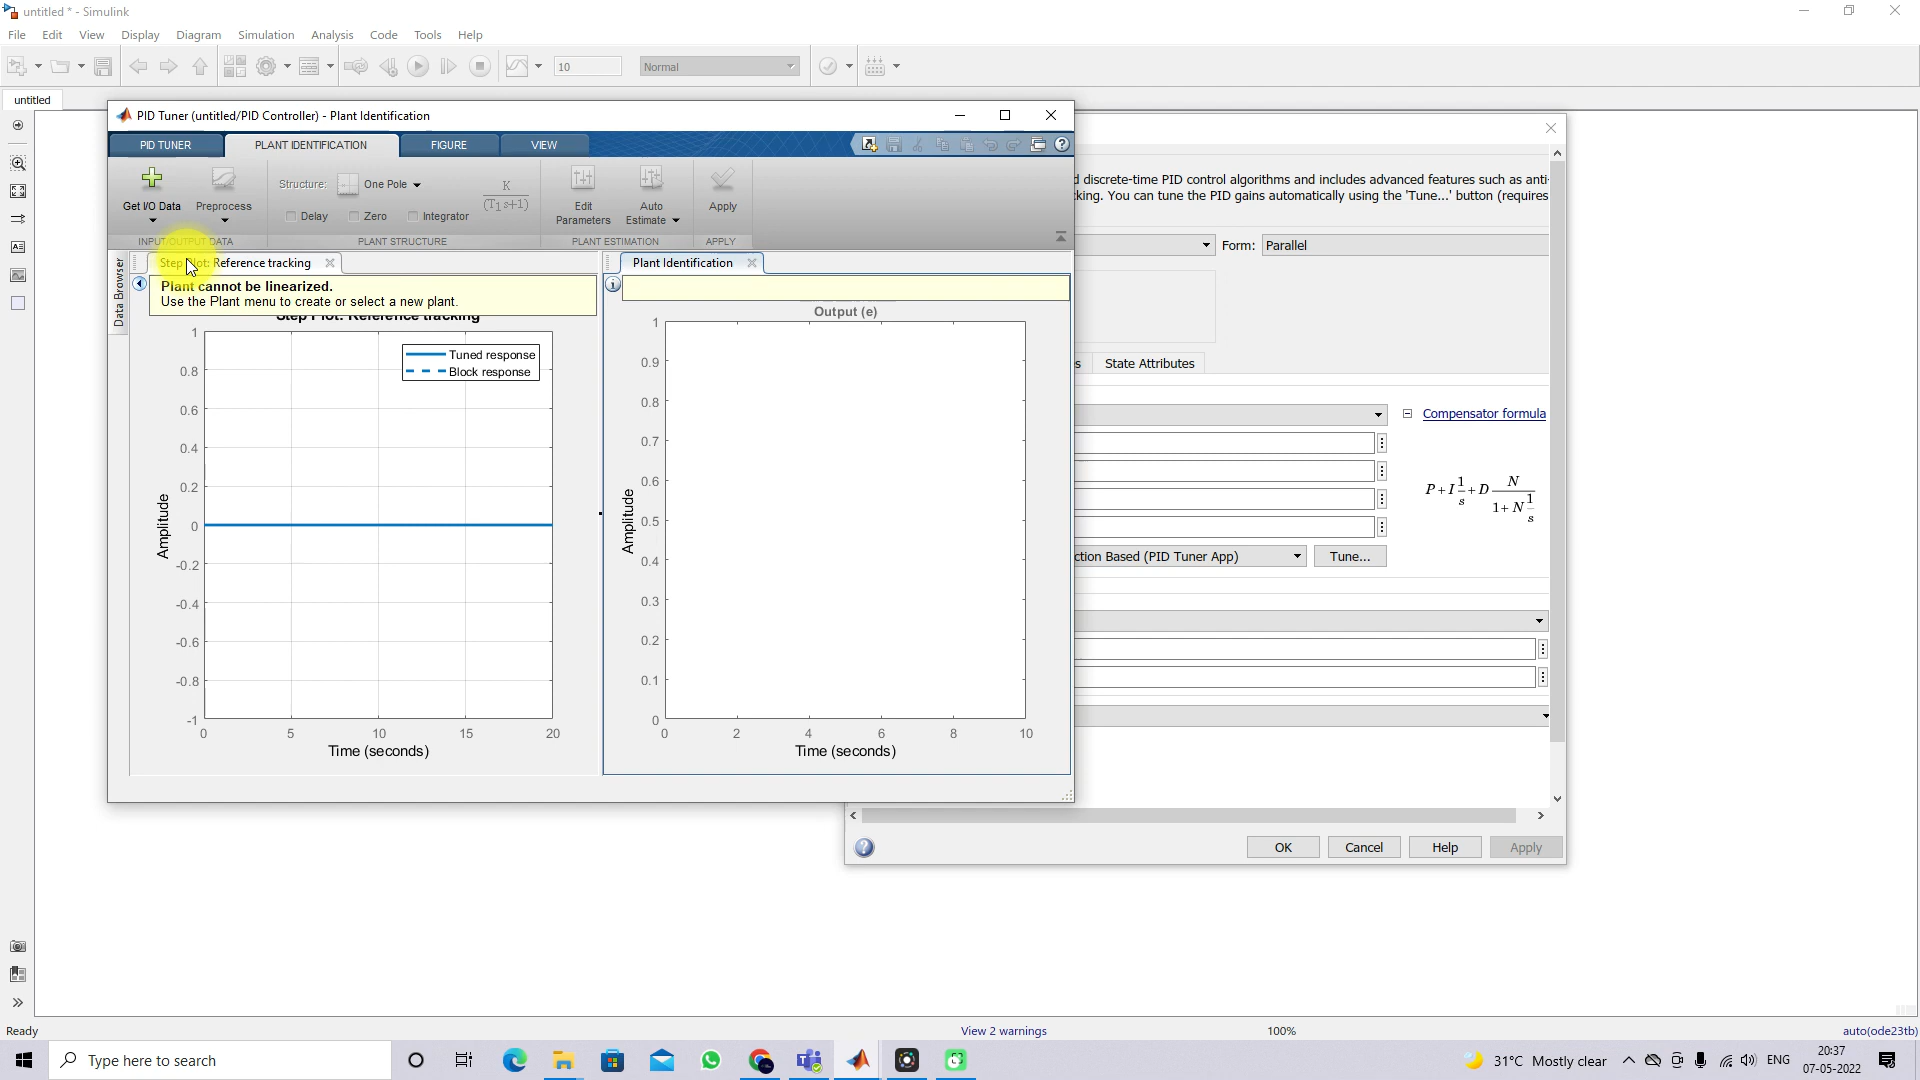 untitled * - Simulink
File Edit View Display Diagram Simulation Analysis Code Tools Help
10 Normal
untitled
PID Tuner (untitled/PID Controller) - Plant Identification
PID TUNER PLANT IDENTIFICATION FIGURE VIEW
Get I/O Data Preprocess
Structure: One Pole
Delay Zero Integrator
K
(T₁ s+1)
Edit Parameters
Auto Estimate
Apply
INPUT/OUTPUT DATA PLANT STRUCTURE PLANT ESTIMATION APPLY
Data Browser
Step Plot: Reference tracking
Plant cannot be linearized.
Use the Plant menu to create or select a new plant.
Step Plot: Reference tracking
Tuned response
Block response
1
0.8
0.6
0.4
0.2
0
-0.2
-0.4
-0.6
-0.8
-1
Amplitude
0 5 10 15 20
Time (seconds)
Plant Identification
Output (e)
1
0.9
0.8
0.7
0.6
0.5
0.4
0.3
0.2
0.1
0
Amplitude
0 2 4 6 8 10
Time (seconds)
d discrete-time PID control algorithms and includes advanced features such as anti-
king. You can tune the PID gains automatically using the 'Tune...' button (requires
Form: Parallel
s State Attributes
Compensator formula
P+I 1/s +D N/(1+N 1/s)
ction Based (PID Tuner App) Tune...
OK Cancel Help Apply
Ready View 2 warnings 100% auto(ode23tb)
Type here to search
31°C Mostly clear ENG
20:37
07-05-2022